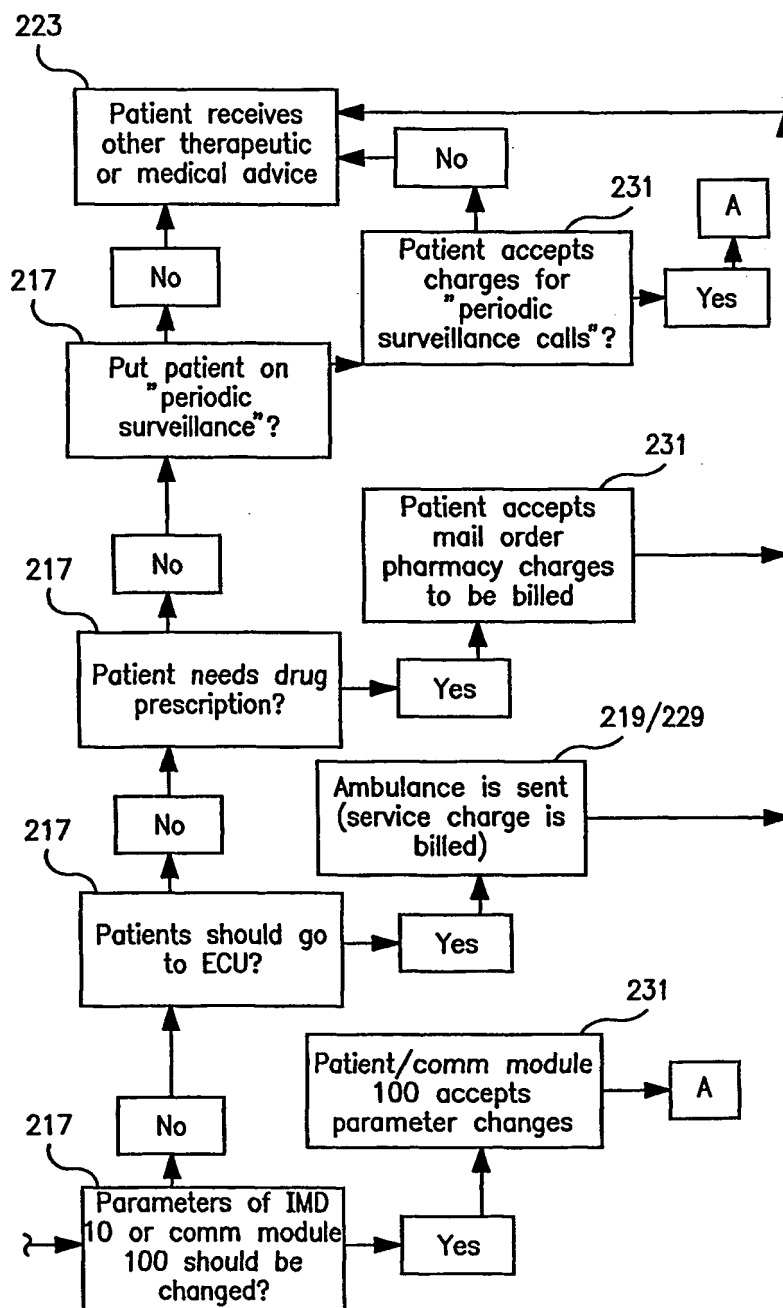 223
Patient receives
other therapeutic
or medical advice
No
231
A
Patient accepts
charges for
"periodic
surveillance calls"?
Yes
No
217
Put patient on
"periodic
surveillance"?
231
Patient accepts
mail order
pharmacy charges
to be billed
No
217
Patient needs drug
prescription?
Yes
219/229
Ambulance is sent
(service charge is
billed)
No
217
Patients should go
to ECU?
Yes
231
Patient/comm module
100 accepts
parameter changes
A
No
217
Parameters of IMD
10 or comm module
100 should be
changed?
Yes